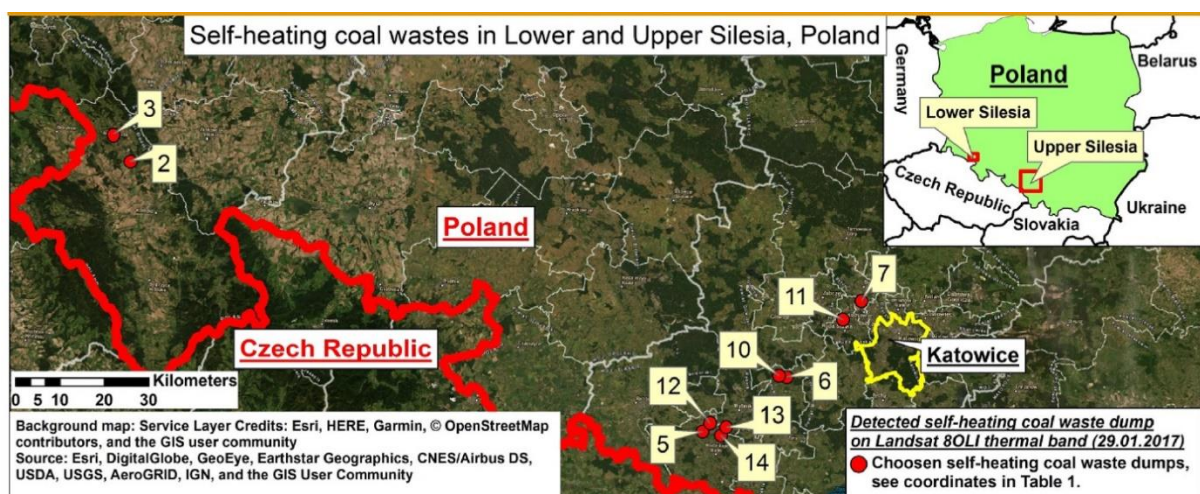 Self-heating coal wastes in Lower and Upper Silesia, Poland
Germany
Poland
Belarus
Lower Silesia
Upper Silesia
Czech Republic
Slovakia
Ukraine
3
2
Poland
Czech Republic
7
11
10
6
Katowice
12
13
5
14
Kilometers
0 5 10 20 30
Background map: Service Layer Credits: Esri, HERE, Garmin, © OpenStreetMap
contributors, and the GIS user community
Source: Esri, DigitalGlobe, GeoEye, Earthstar Geographics, CNES/Airbus DS,
USDA, USGS, AeroGRID, IGN, and the GIS User Community
Detected self-heating coal waste dump
on Landsat 8OLI thermal band (29.01.2017)
Choosen self-heating coal waste dumps,
see coordinates in Table 1.